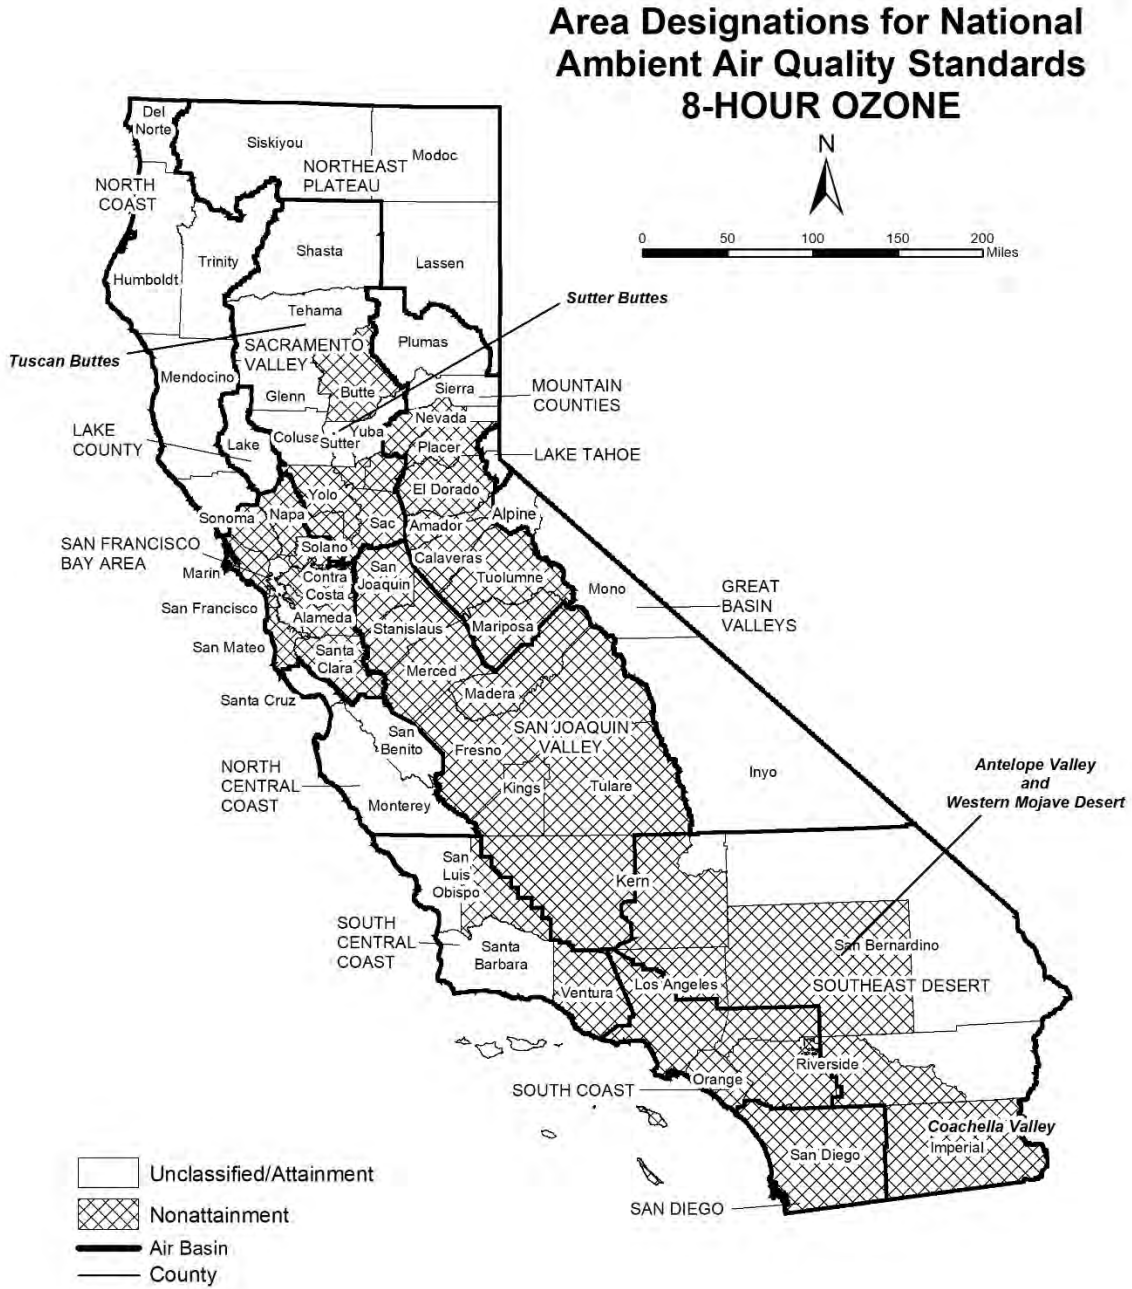 Area Designations for National
Ambient Air Quality Standards
8-HOUR OZONE
N
0 50 100 150 200
Miles
Del
Norte
Siskiyou
Modoc
NORTHEAST
PLATEAU
NORTH
COAST
Shasta
Trinity
Lassen
Humboldt
Sutter Buttes
Tehama
Tuscan Buttes
SACRAMENTO
VALLEY
Plumas
Mendocino
Glenn
Butte
Sierra
MOUNTAIN
COUNTIES
Nevada
LAKE
COUNTY
Lake
Colusa
Sutter
Yuba
Placer
LAKE TAHOE
Yolo
El Dorado
Sonoma
Napa
Sac
Amador
Alpine
SAN FRANCISCO
BAY AREA
Solano
Calaveras
Marin
Contra
Costa
San
Joaquin
Tuolumne
Mono
GREAT
BASIN
VALLEYS
San Francisco
Alameda
Stanislaus
Mariposa
San Mateo
Santa
Clara
Merced
Madera
Santa Cruz
San
Benito
Fresno
SAN JOAQUIN
VALLEY
NORTH
CENTRAL
COAST
Monterey
Kings
Tulare
Inyo
Antelope Valley
and
Western Mojave Desert
San
Luis
Obispo
Kern
SOUTH
CENTRAL
COAST
Santa
Barbara
San Bernardino
Ventura
Los Angeles
SOUTHEAST DESERT
Riverside
Orange
SOUTH COAST
Coachella Valley
Imperial
San Diego
SAN DIEGO
Unclassified/Attainment
Nonattainment
Air Basin
County